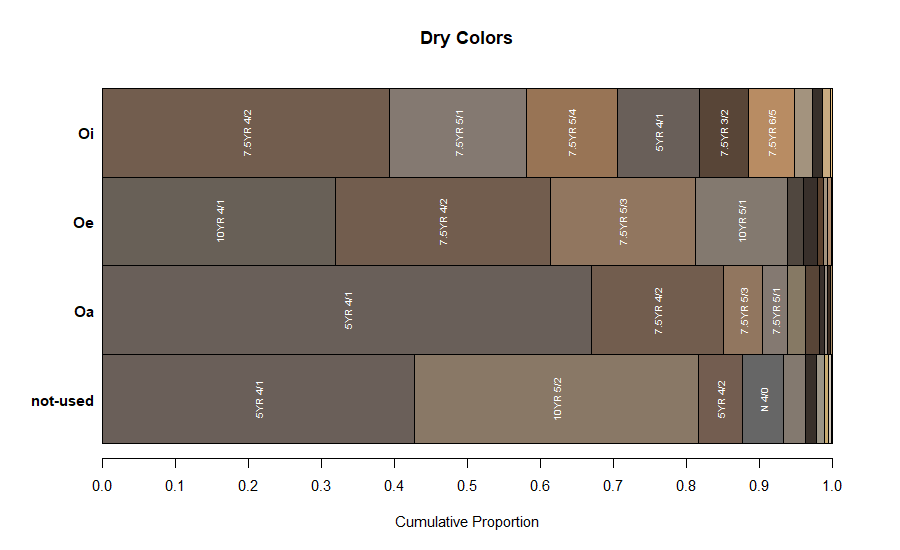 Dry Colors
Oi
7.5YR 4/2
7.5YR 5/1
7.5YR 5/4
5YR 4/1
7.5YR 3/2
7.5YR 6/5
Oe
10YR 4/1
7.5YR 4/2
7.5YR 5/3
10YR 5/1
Oa
5YR 4/1
7.5YR 4/2
7.5YR 5/3
7.5YR 5/1
not-used
5YR 4/1
10YR 5/2
5YR 4/2
N 4/0
0.0 0.1 0.2 0.3 0.4 0.5 0.6 0.7 0.8 0.9 1.0
Cumulative Proportion